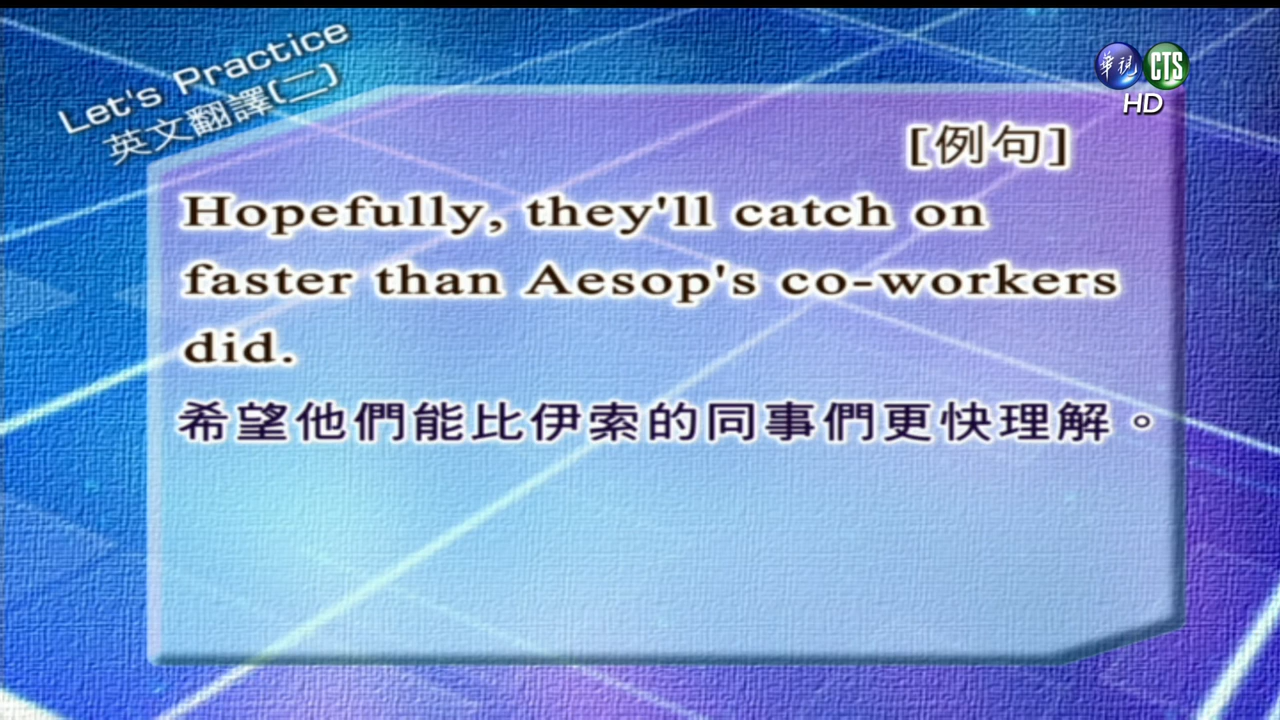 Let's Practice
英文翻譯(二)
華視 CTS
HD
[例句]
Hopefully, they'll catch on
faster than Aesop's co-workers
did.
希望他們能比伊索的同事們更快理解。